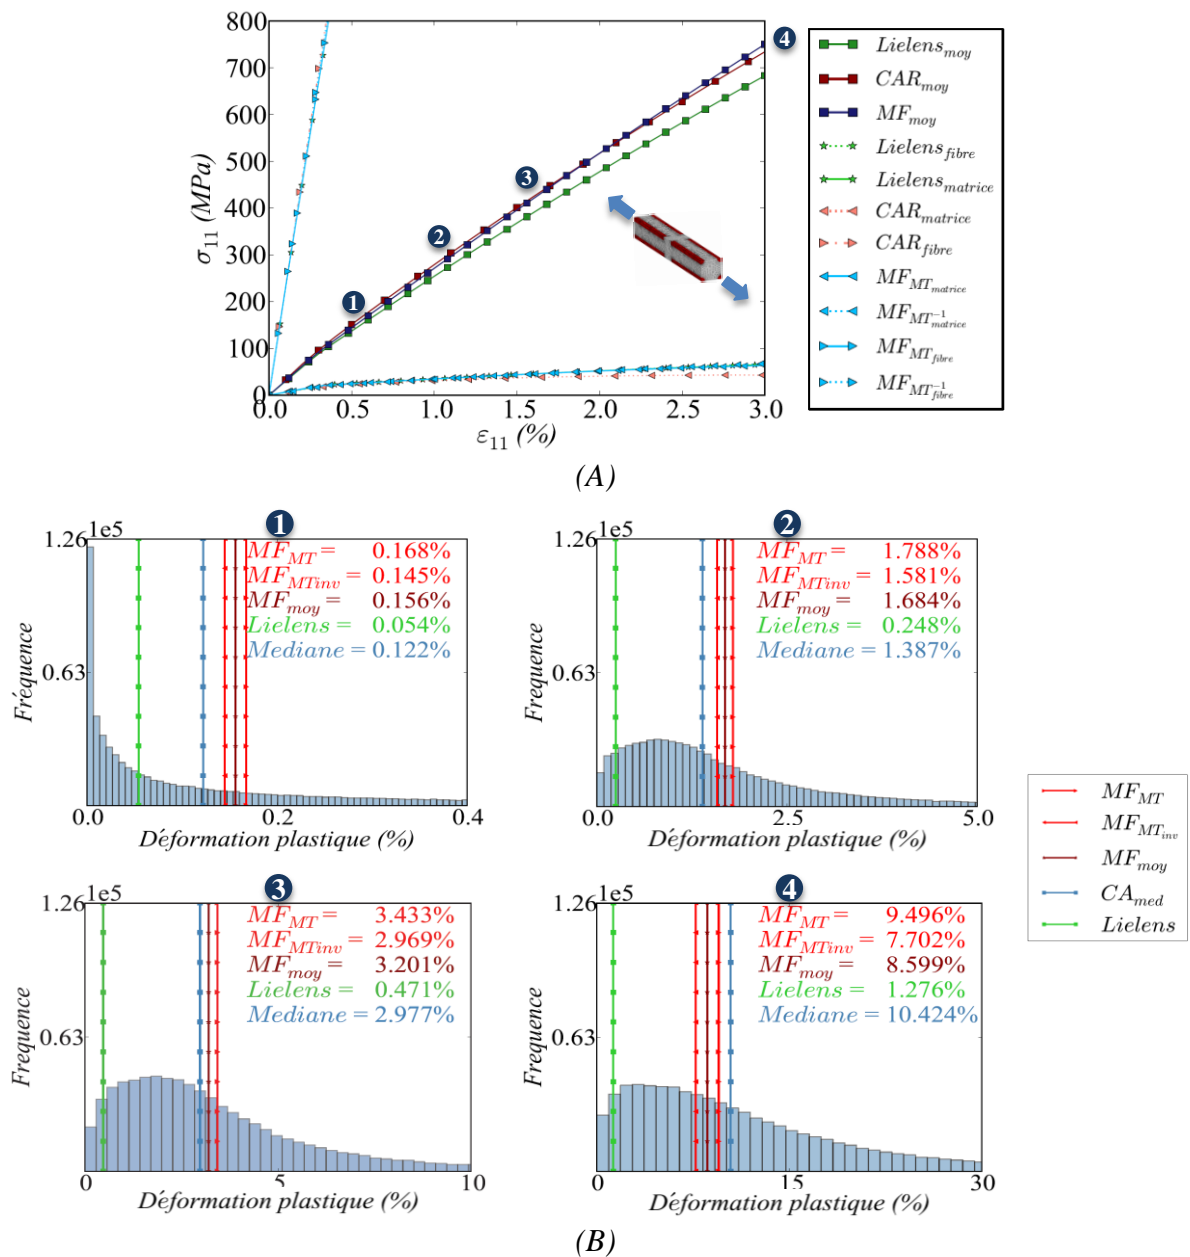 800
700
600
500
400
300
200
100
0
σ11 (MPa)
0.0 0.5 1.0 1.5 2.0 2.5 3.0
ε11 (%)
1
2
3
4
Lielensmoy
CARmoy
MFmoy
Lielensfibre
Lielensmatrice
CARmatrice
CARfibre
MFMTmatrice
MFMT-1matrice
MFMTfibre
MFMT-1fibre
(A)
1
1e5
1.26
0.63
Fréquence
MFMT = 0.168%
MFMTinv = 0.145%
MFmoy = 0.156%
Lielens = 0.054%
Mediane = 0.122%
0.0 0.2 0.4
Déformation plastique (%)
2
1e5
1.26
0.63
Frequence
MFMT = 1.788%
MFMTinv = 1.581%
MFmoy = 1.684%
Lielens = 0.248%
Mediane = 1.387%
0.0 2.5 5.0
Déformation plastique (%)
MFMT
MFMTinv
MFmoy
CAmed
Lielens
3
1e5
1.26
0.63
Frequence
MFMT = 3.433%
MFMTinv = 2.969%
MFmoy = 3.201%
Lielens = 0.471%
Mediane = 2.977%
0 5 10
Déformation plastique (%)
4
1e5
1.26
0.63
Frequence
MFMT = 9.496%
MFMTinv = 7.702%
MFmoy = 8.599%
Lielens = 1.276%
Mediane = 10.424%
0 15 30
Déformation plastique (%)
(B)